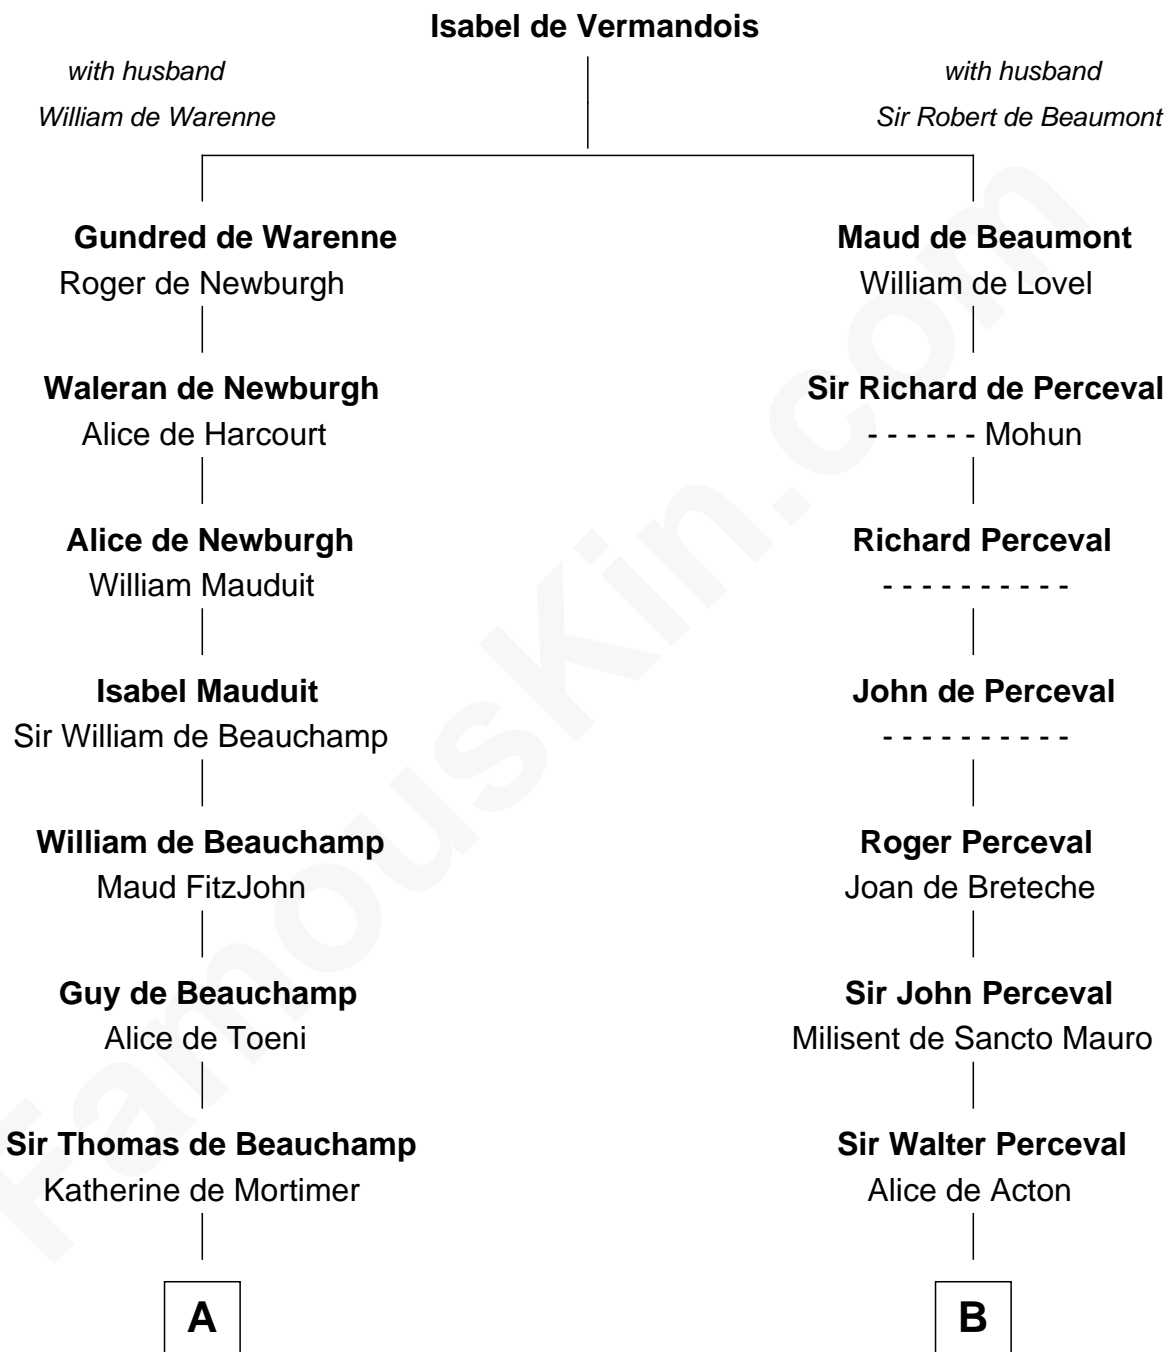 Isabel de Vermandois
with husband
William de Warenne
with husband
Sir Robert de Beaumont
Gundred de Warenne
Roger de Newburgh
Maud de Beaumont
William de Lovel
Waleran de Newburgh
Alice de Harcourt
Sir Richard de Perceval
- - - - - - Mohun
Alice de Newburgh
William Mauduit
Richard Perceval
- - - - - - - - - -
Isabel Mauduit
Sir William de Beauchamp
John de Perceval
- - - - - - - - - -
William de Beauchamp
Maud FitzJohn
Roger Perceval
Joan de Breteche
Guy de Beauchamp
Alice de Toeni
Sir John Perceval
Milisent de Sancto Mauro
Sir Thomas de Beauchamp
Katherine de Mortimer
Sir Walter Perceval
Alice de Acton
A
B
FamousKin.com